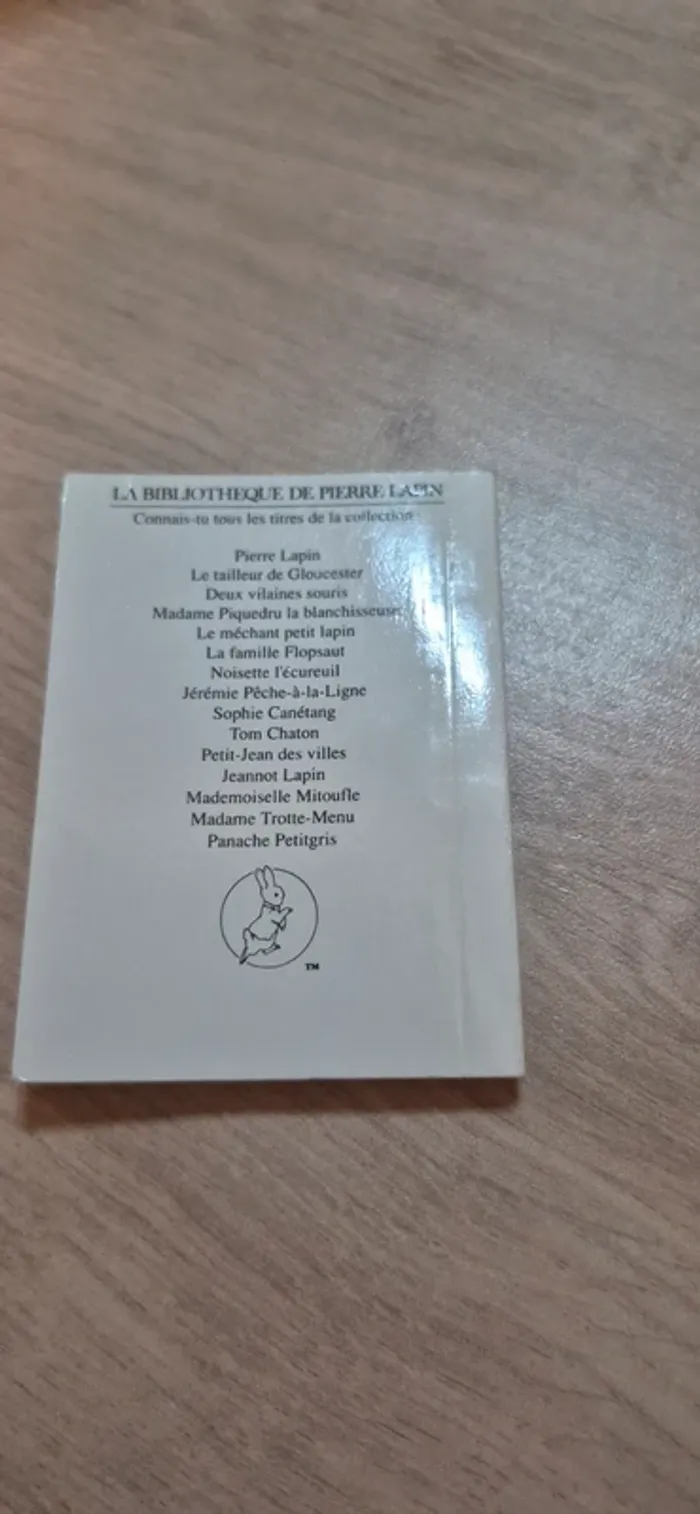 LA BIBLIOTHEQUE DE PIERRE LAPIN
Connais-tu tous les titres de la collection :
Pierre Lapin
Le tailleur de Gloucester
Deux vilaines souris
Madame Piquedru la blanchisseuse
Le méchant petit lapin
La famille Flopsaut
Noisette l'écureuil
Jérémie Pêche-à-la-Ligne
Sophie Canétang
Tom Chaton
Petit-Jean des villes
Jeannot Lapin
Mademoiselle Mitoufle
Madame Trotte-Menu
Panache Petitgris
TM